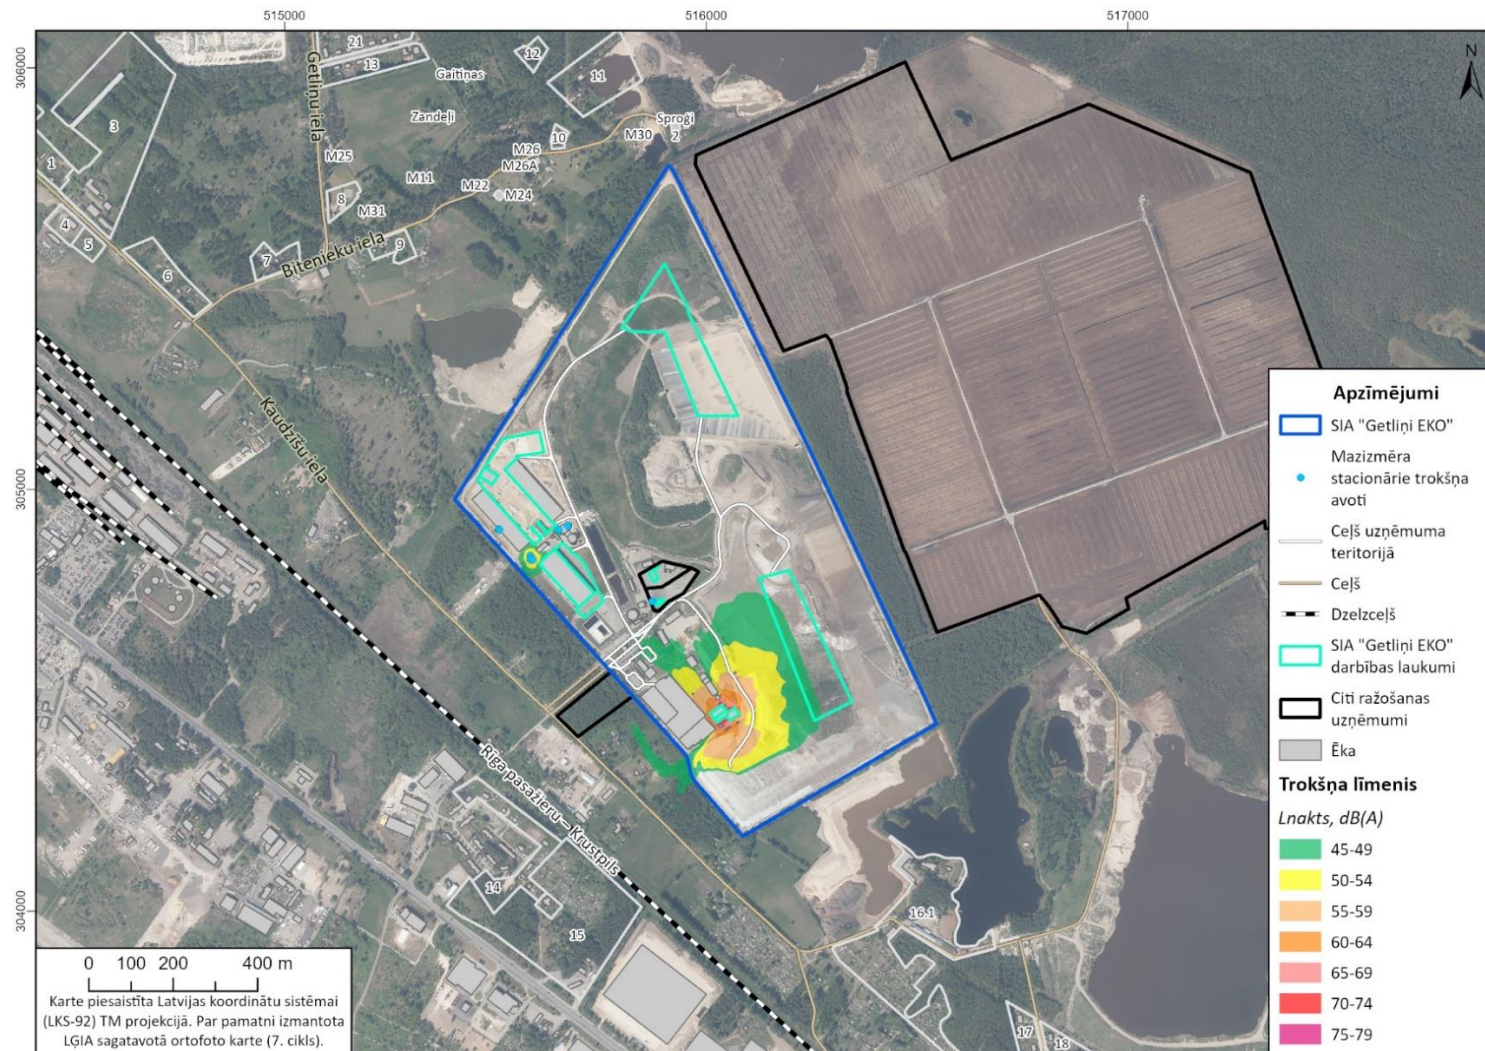 515000
516000
517000
306000
305000
304000
N
21
13
12
11
3
Gaitiņas
Getliņu iela
Zandeļi
Sproģi
2
M30
10
M26
M26A
M25
M11
M22
M24
1
8
M31
4
5
6
7
9
Bitenieku iela
Kaudzīšu iela
Rīga pasažieru – Krustpils
14
15
16.1
17
18
Apzīmējumi
SIA "Getliņi EKO"
Mazizmēra
stacionārie trokšņa
avoti
Ceļš uzņēmuma
teritorijā
Ceļš
Dzelzceļš
SIA "Getliņi EKO"
darbības laukumi
Citi ražošanas
uzņēmumi
Ēka
Trokšņa līmenis
Lnakts, dB(A)
45-49
50-54
55-59
60-64
65-69
70-74
75-79
0 100 200 400 m
Karte piesaistīta Latvijas koordinātu sistēmai
(LKS-92) TM projekcijā. Par pamatni izmantota
LĢIA sagatavotā ortofoto karte (7. cikls).